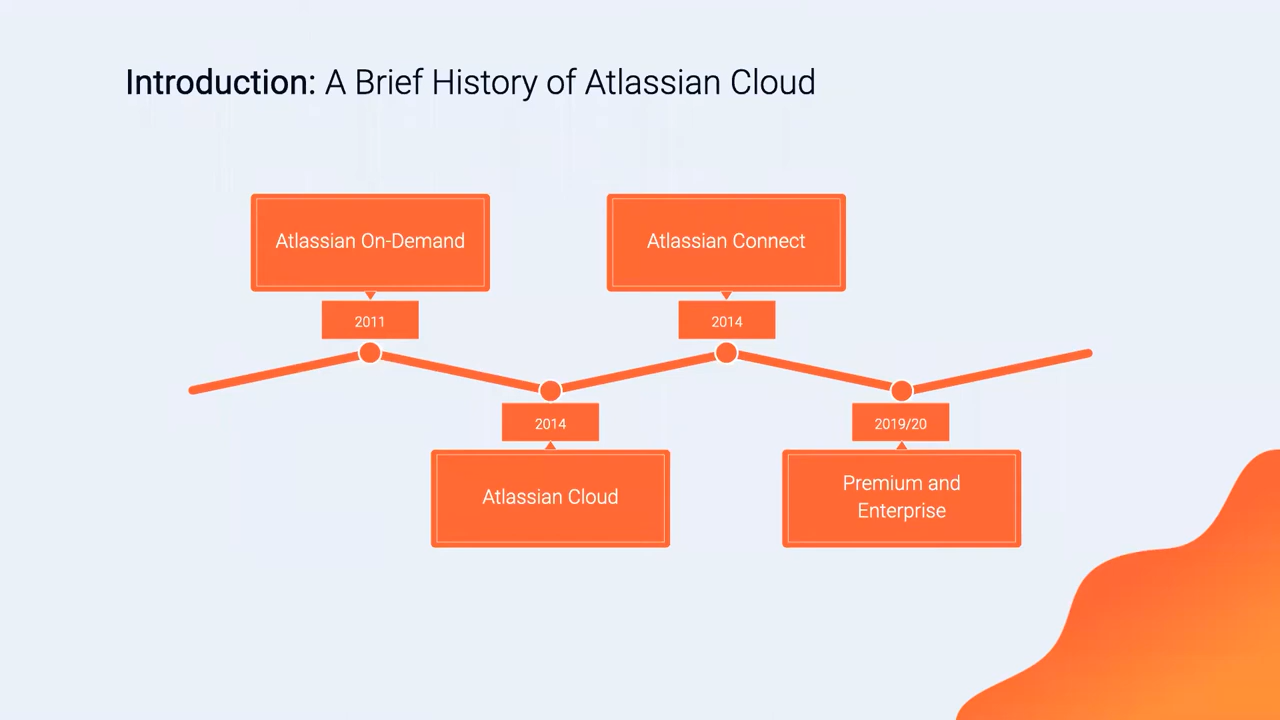 Introduction: A Brief History of Atlassian Cloud
Atlassian On-Demand
2011
2014
Atlassian Cloud
Atlassian Connect
2014
2019/20
Premium and
Enterprise